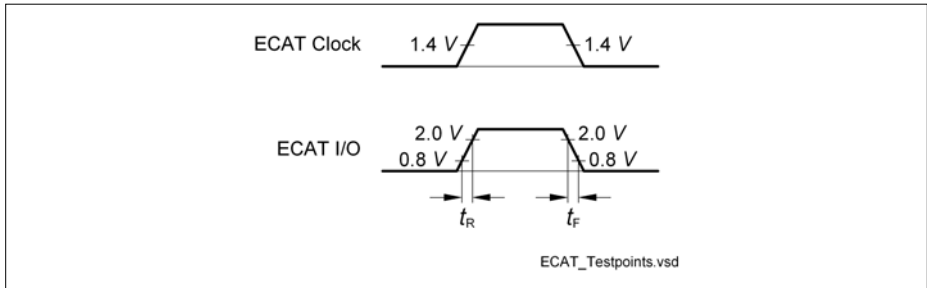 ECAT Clock 1.4 V 1.4 V
2.0 V 2.0 V
ECAT I/O
0.8 V 0.8 V
tR tF
ECAT_Testpoints.vsd